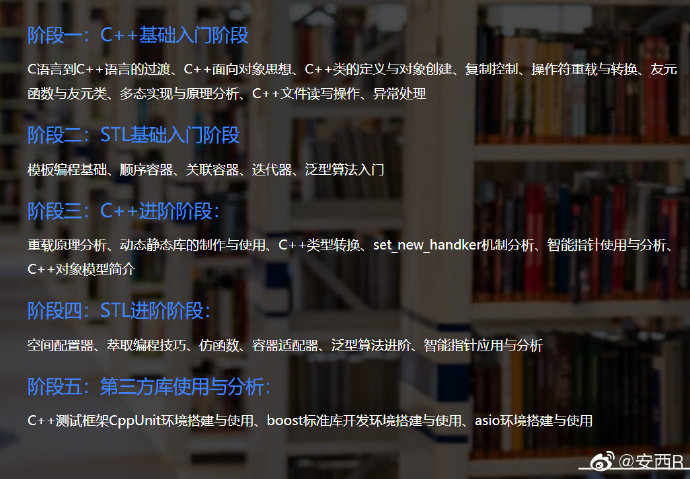 阶段一：C++基础入门阶段
C语言到C++语言的过渡、C++面向对象思想、C++类的定义与对象创建、复制控制、操作符重载与转换、友元
函数与友元类、多态实现与原理分析、C++文件读写操作、异常处理
阶段二：STL基础入门阶段
模板编程基础、顺序容器、关联容器、迭代器、泛型算法入门
阶段三：C++进阶阶段：
重载原理分析、动态静态库的制作与使用、C++类型转换、set_new_handker机制分析、智能指针使用与分析、
C++对象模型简介
阶段四：STL进阶阶段：
空间配置器、萃取编程技巧、仿函数、容器适配器、泛型算法进阶、智能指针应用与分析
阶段五：第三方库使用与分析：
C++测试框架CppUnit环境搭建与使用、boost标准库开发环境搭建与使用、asio环境搭建与使用
@安西R